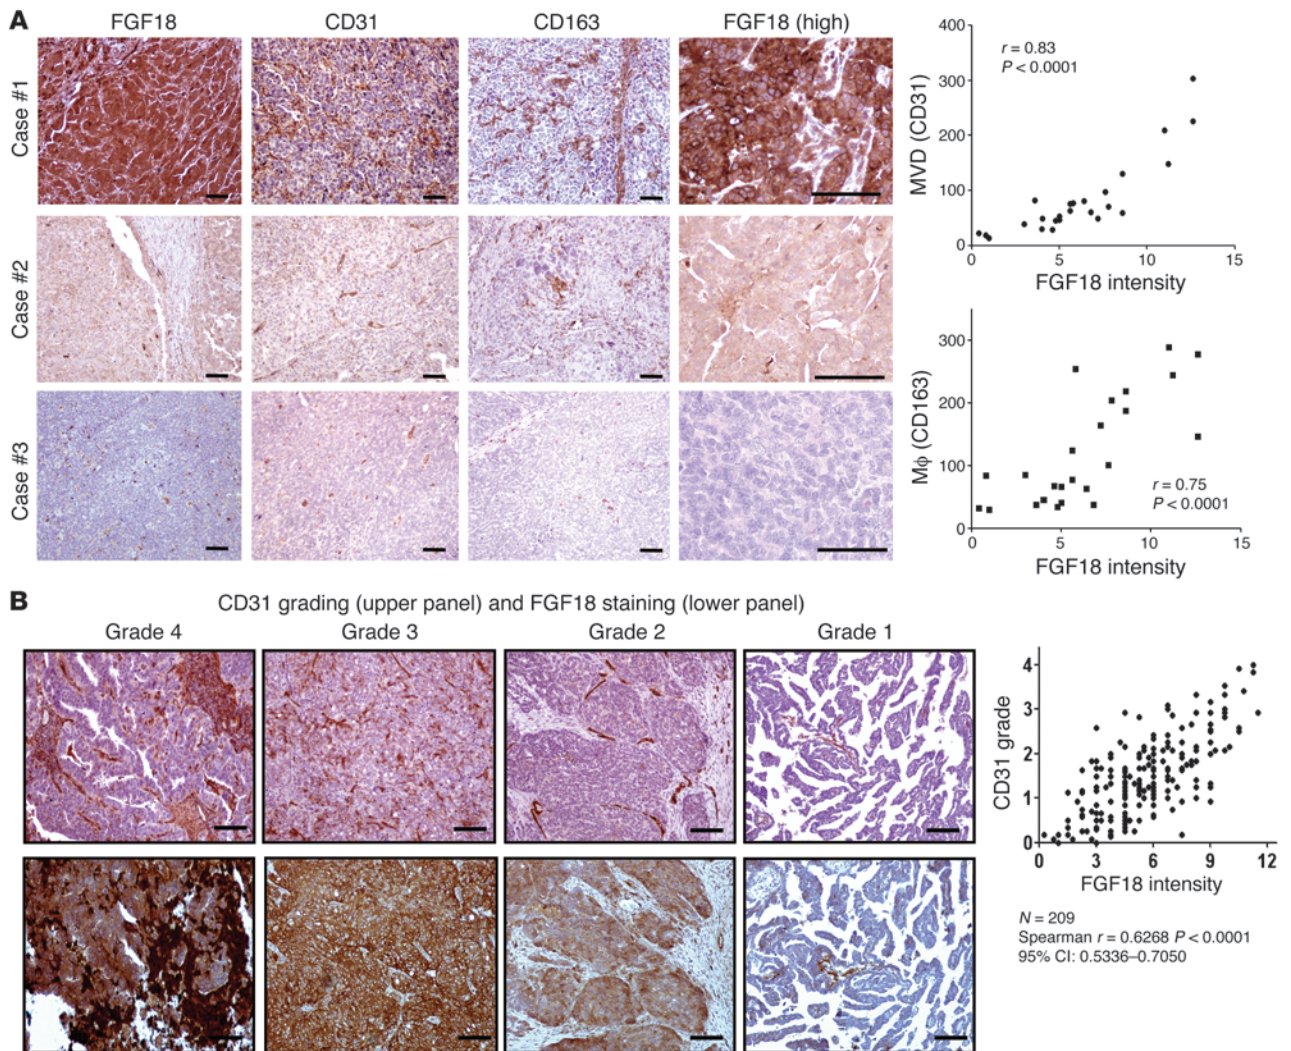 A
FGF18
CD31
CD163
FGF18 (high)
Case #1
Case #2
Case #3
400
300
200
100
0
MVD (CD31)
r = 0.83
P < 0.0001
0
5
10
15
FGF18 intensity
300
200
100
0
Mϕ (CD163)
r = 0.75
P < 0.0001
0
5
10
15
FGF18 intensity
B
CD31 grading (upper panel) and FGF18 staining (lower panel)
Grade 4
Grade 3
Grade 2
Grade 1
4
3
2
1
0
CD31 grade
0
3
6
9
12
FGF18 intensity
N = 209
Spearman r = 0.6268 P < 0.0001
95% CI: 0.5336–0.7050